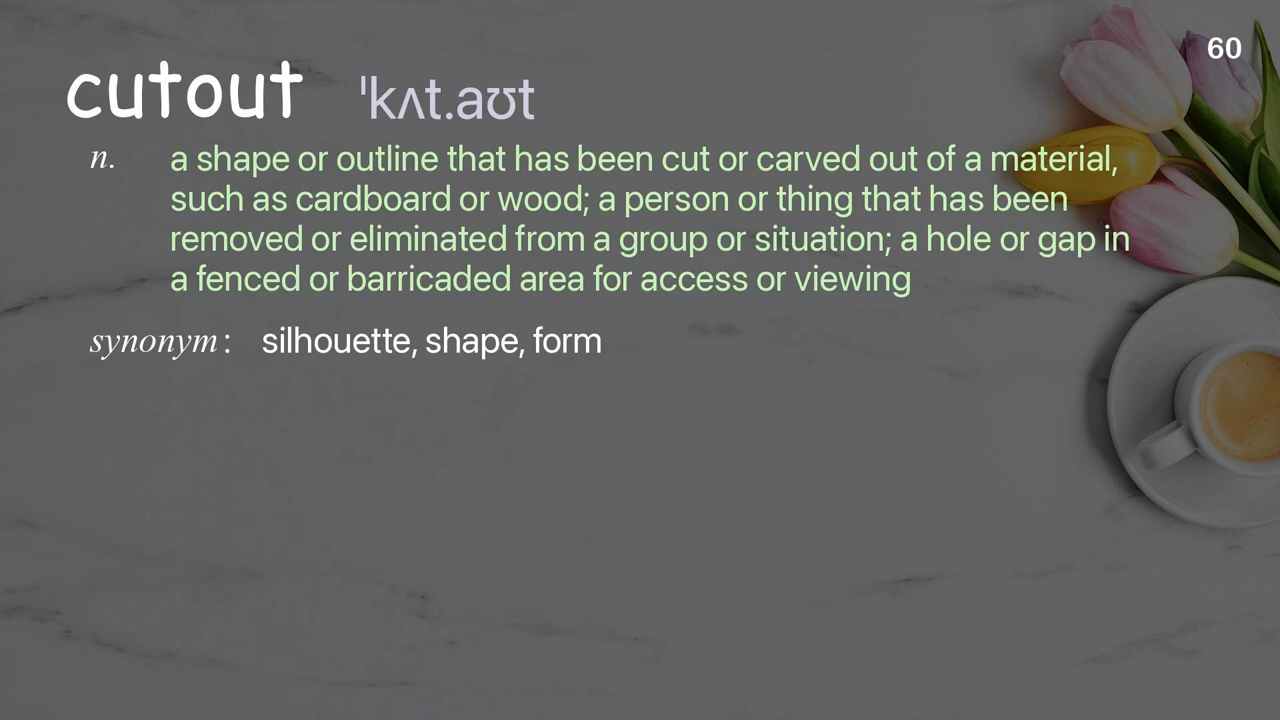 60
cutout ˈkʌt.aʊt
n. a shape or outline that has been cut or carved out of a material,
such as cardboard or wood; a person or thing that has been
removed or eliminated from a group or situation; a hole or gap in
a fenced or barricaded area for access or viewing
synonym : silhouette, shape, form